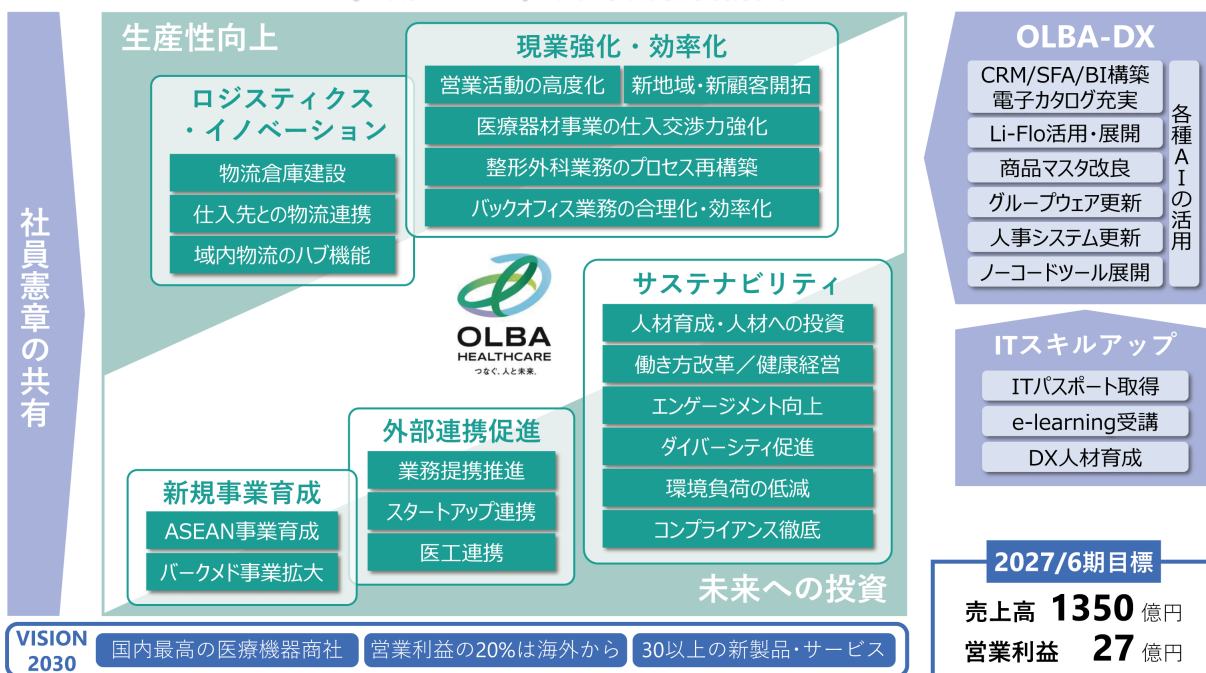 社員憲章の共有
生産性向上
ロジスティクス
・イノベーション
物流倉庫建設
仕入先との物流連携
域内物流のハブ機能
現業強化・効率化
営業活動の高度化
新地域・新顧客開拓
医療器材事業の仕入交渉力強化
整形外科業務のプロセス再構築
バックオフィス業務の合理化・効率化
OLBA
HEALTHCARE
つなぐ、人と未来。
サステナビリティ
人材育成・人材への投資
働き方改革／健康経営
エンゲージメント向上
ダイバーシティ促進
環境負荷の低減
コンプライアンス徹底
外部連携促進
業務提携推進
スタートアップ連携
医工連携
新規事業育成
ASEAN事業育成
バークメド事業拡大
未来への投資
OLBA-DX
CRM/SFA/BI構築
電子カタログ充実
Li-Flo活用・展開
商品マスタ改良
グループウェア更新
人事システム更新
ノーコードツール展開
各種AIの活用
ITスキルアップ
ITパスポート取得
e-learning受講
DX人材育成
2027/6期目標
売上高 1350 億円
営業利益 27 億円
VISION
2030
国内最高の医療機器商社
営業利益の20%は海外から
30以上の新製品・サービス